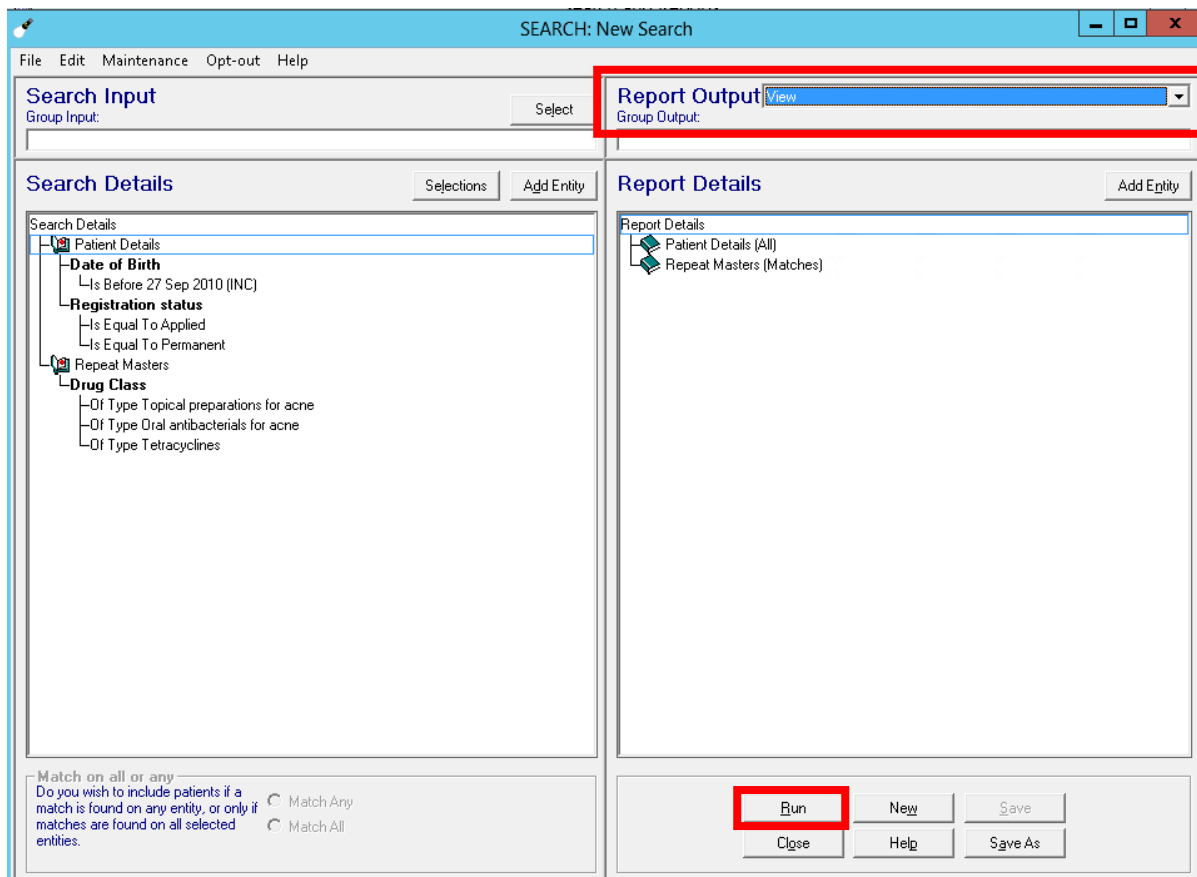 SEARCH: New Search
File Edit Maintenance Opt-out Help
Search Input
Group Input:
Select
Report Output View
Group Output:
Search Details
Selections
Add Entity
Search Details
Patient Details
Date of Birth
Is Before 27 Sep 2010 (INC)
Registration status
Is Equal To Applied
Is Equal To Permanent
Repeat Masters
Drug Class
Of Type Topical preparations for acne
Of Type Oral antibacterials for acne
Of Type Tetracyclines
Report Details
Add Entity
Report Details
Patient Details (All)
Repeat Masters (Matches)
Match on all or any
Do you wish to include patients if a
match is found on any entity, or only if
matches are found on all selected
entities.
Match Any
Match All
Run
New
Save
Close
Help
Save As